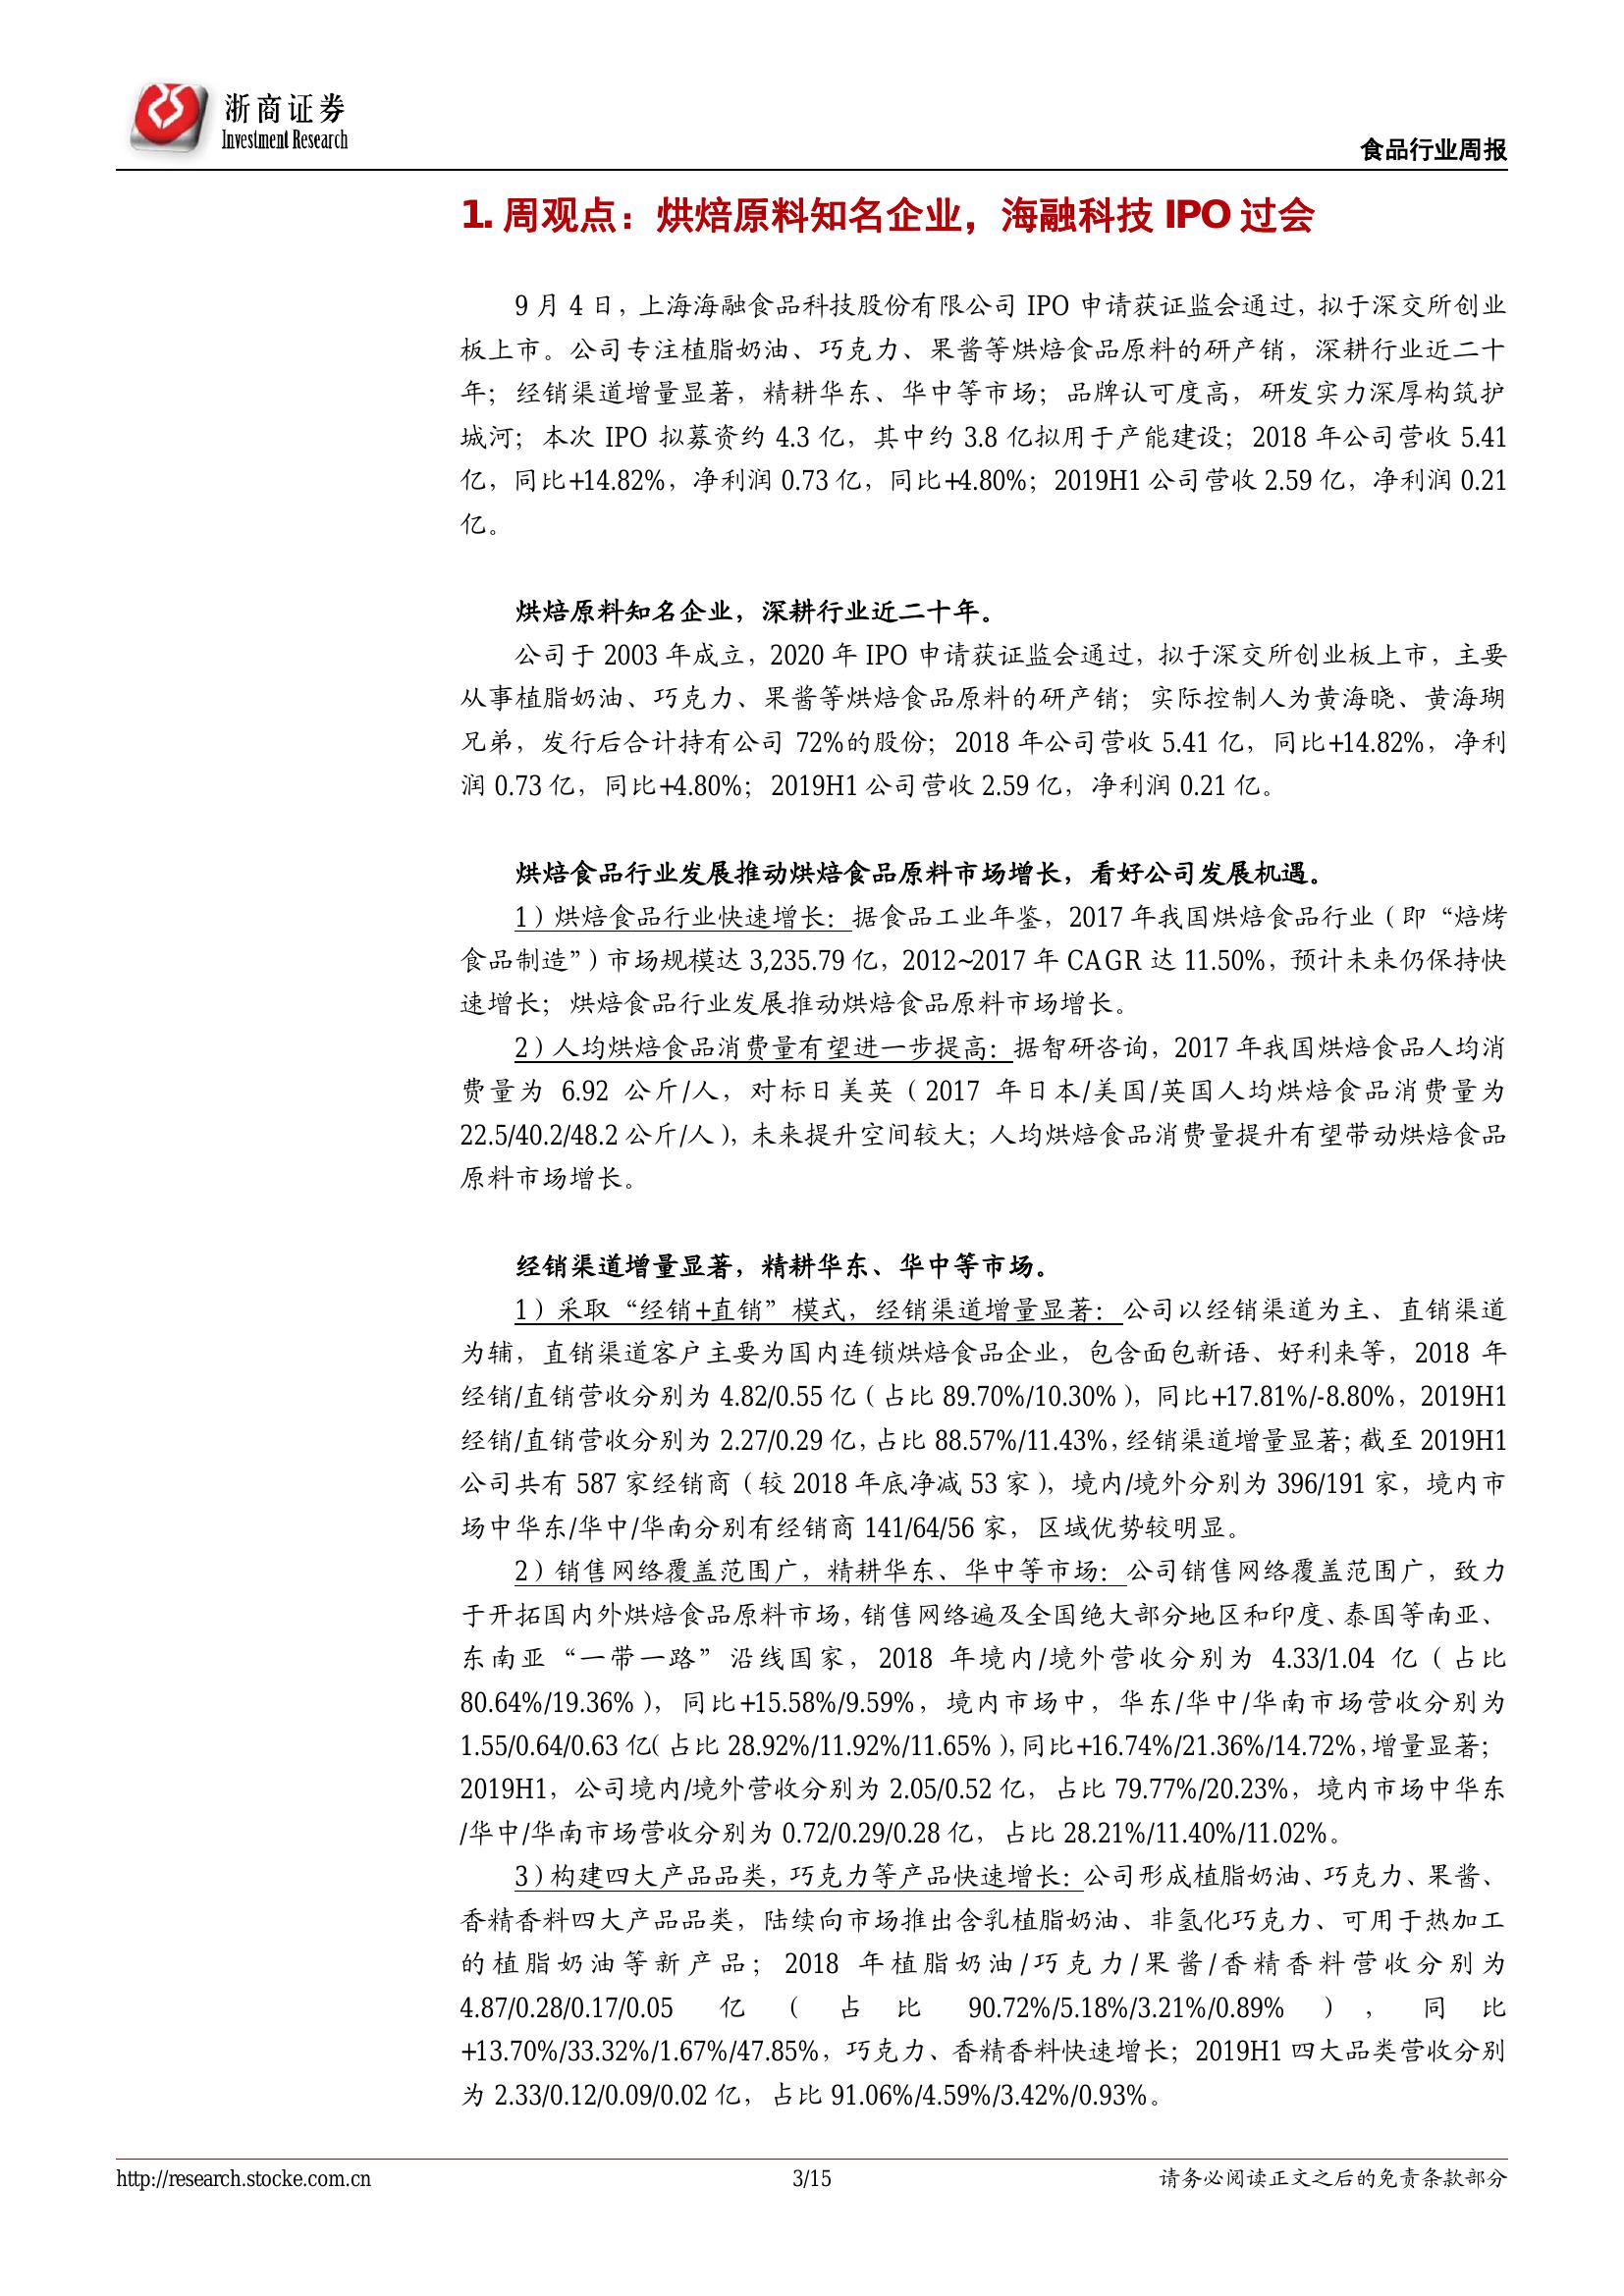 浙商证券
Investment Research
食品行业周报
1. 周观点：烘焙原料知名企业，海融科技 IPO 过会
9 月 4 日，上海海融食品科技股份有限公司 IPO 申请获证监会通过，拟于深交所创业
板上市。公司专注植脂奶油、巧克力、果酱等烘焙食品原料的研产销，深耕行业近二十
年；经销渠道增量显著，精耕华东、华中等市场；品牌认可度高，研发实力深厚构筑护
城河；本次 IPO 拟募资约 4.3 亿，其中约 3.8 亿拟用于产能建设；2018 年公司营收 5.41
亿，同比+14.82%，净利润 0.73 亿，同比+4.80%；2019H1 公司营收 2.59 亿，净利润 0.21
亿。
烘焙原料知名企业，深耕行业近二十年。
公司于 2003 年成立，2020 年 IPO 申请获证监会通过，拟于深交所创业板上市，主要
从事植脂奶油、巧克力、果酱等烘焙食品原料的研产销；实际控制人为黄海晓、黄海瑚
兄弟，发行后合计持有公司 72%的股份；2018 年公司营收 5.41 亿，同比+14.82%，净利
润 0.73 亿，同比+4.80%；2019H1 公司营收 2.59 亿，净利润 0.21 亿。
烘焙食品行业发展推动烘焙食品原料市场增长，看好公司发展机遇。
1）烘焙食品行业快速增长：据食品工业年鉴，2017 年我国烘焙食品行业（即“焙烤
食品制造”）市场规模达 3,235.79 亿，2012~2017 年 CAGR 达 11.50%，预计未来仍保持快
速增长；烘焙食品行业发展推动烘焙食品原料市场增长。
2）人均烘焙食品消费量有望进一步提高：据智研咨询，2017 年我国烘焙食品人均消
费量为 6.92 公斤/人，对标日美英（2017 年日本/美国/英国人均烘焙食品消费量为
22.5/40.2/48.2 公斤/人），未来提升空间较大；人均烘焙食品消费量提升有望带动烘焙食品
原料市场增长。
经销渠道增量显著，精耕华东、华中等市场。
1）采取“经销+直销”模式，经销渠道增量显著：公司以经销渠道为主、直销渠道
为辅，直销渠道客户主要为国内连锁烘焙食品企业，包含面包新语、好利来等，2018 年
经销/直销营收分别为 4.82/0.55 亿（占比 89.70%/10.30%），同比+17.81%/-8.80%，2019H1
经销/直销营收分别为 2.27/0.29 亿，占比 88.57%/11.43%，经销渠道增量显著；截至 2019H1
公司共有 587 家经销商（较 2018 年底净减 53 家），境内/境外分别为 396/191 家，境内市
场中华东/华中/华南分别有经销商 141/64/56 家，区域优势较明显。
2）销售网络覆盖范围广，精耕华东、华中等市场：公司销售网络覆盖范围广，致力
于开拓国内外烘焙食品原料市场，销售网络遍及全国绝大部分地区和印度、泰国等南亚、
东南亚“一带一路”沿线国家，2018 年境内/境外营收分别为 4.33/1.04 亿（占比
80.64%/19.36%），同比+15.58%/9.59%，境内市场中，华东/华中/华南市场营收分别为
1.55/0.64/0.63 亿（占比 28.92%/11.92%/11.65%），同比+16.74%/21.36%/14.72%，增量显著；
2019H1，公司境内/境外营收分别为 2.05/0.52 亿，占比 79.77%/20.23%，境内市场中华东
/华中/华南市场营收分别为 0.72/0.29/0.28 亿，占比 28.21%/11.40%/11.02%。
3）构建四大产品品类，巧克力等产品快速增长：公司形成植脂奶油、巧克力、果酱、
香精香料四大产品品类，陆续向市场推出含乳植脂奶油、非氢化巧克力、可用于热加工
的植脂奶油等新产品；2018 年植脂奶油/巧克力/果酱/香精香料营收分别为
4.87/0.28/0.17/0.05 亿（占比 90.72%/5.18%/3.21%/0.89%），同比
+13.70%/33.32%/1.67%/47.85%，巧克力、香精香料快速增长；2019H1 四大品类营收分别
为 2.33/0.12/0.09/0.02 亿，占比 91.06%/4.59%/3.42%/0.93%。
http://research.stocke.com.cn
3/15
请务必阅读正文之后的免责条款部分